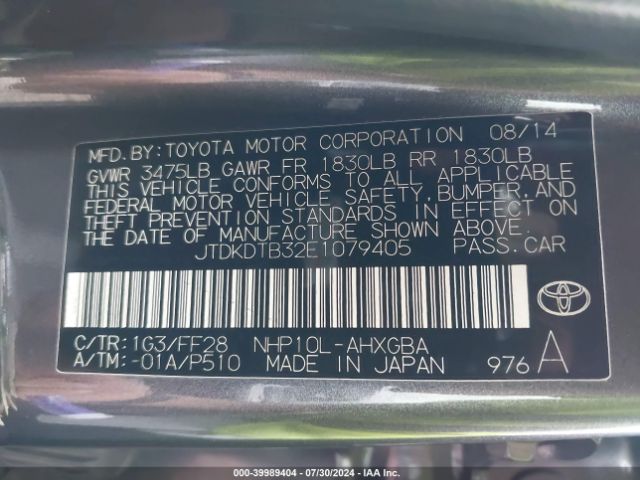 MFD. BY: TOYOTA MOTOR CORPORATION 08/14
GVWR 3475LB GAWR FR 1830LB RR 1830LB
THIS VEHICLE CONFORMS TO ALL APPLICABLE
FEDERAL MOTOR VEHICLE SAFETY, BUMPER, AND
THEFT PREVENTION STANDARDS IN EFFECT ON
THE DATE OF MANUFACTURE SHOWN ABOVE.
JTDKDTB32E1079405 PASS.CAR
C/TR: 1G3/FF28 NHP10L-AHXGBA
A/TM: -01A/P510 MADE IN JAPAN 976 A
000-39989404 / 07/30/2024 - IAA Inc.